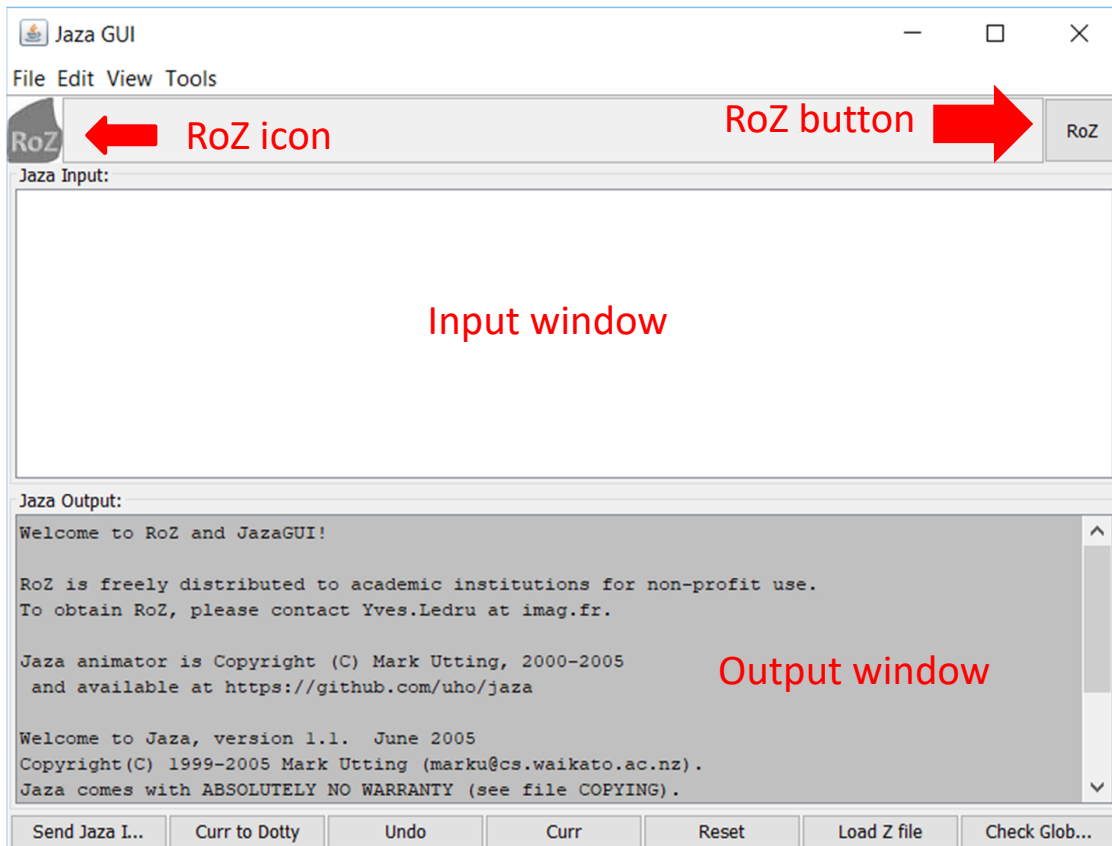 Jaza GUI
File Edit View Tools
RoZ
RoZ icon
RoZ button
RoZ
Jaza Input:
Input window
Jaza Output:
Welcome to RoZ and JazaGUI!
RoZ is freely distributed to academic institutions for non-profit use.
To obtain RoZ, please contact Yves.Ledru at imag.fr.
Jaza animator is Copyright (C) Mark Utting, 2000-2005
and available at https://github.com/uho/jaza
Output window
Welcome to Jaza, version 1.1. June 2005
Copyright(C) 1999-2005 Mark Utting (marku@cs.waikato.ac.nz).
Jaza comes with ABSOLUTELY NO WARRANTY (see file COPYING).
Send Jaza I... Curr to Dotty Undo Curr Reset Load Z file Check Glob...